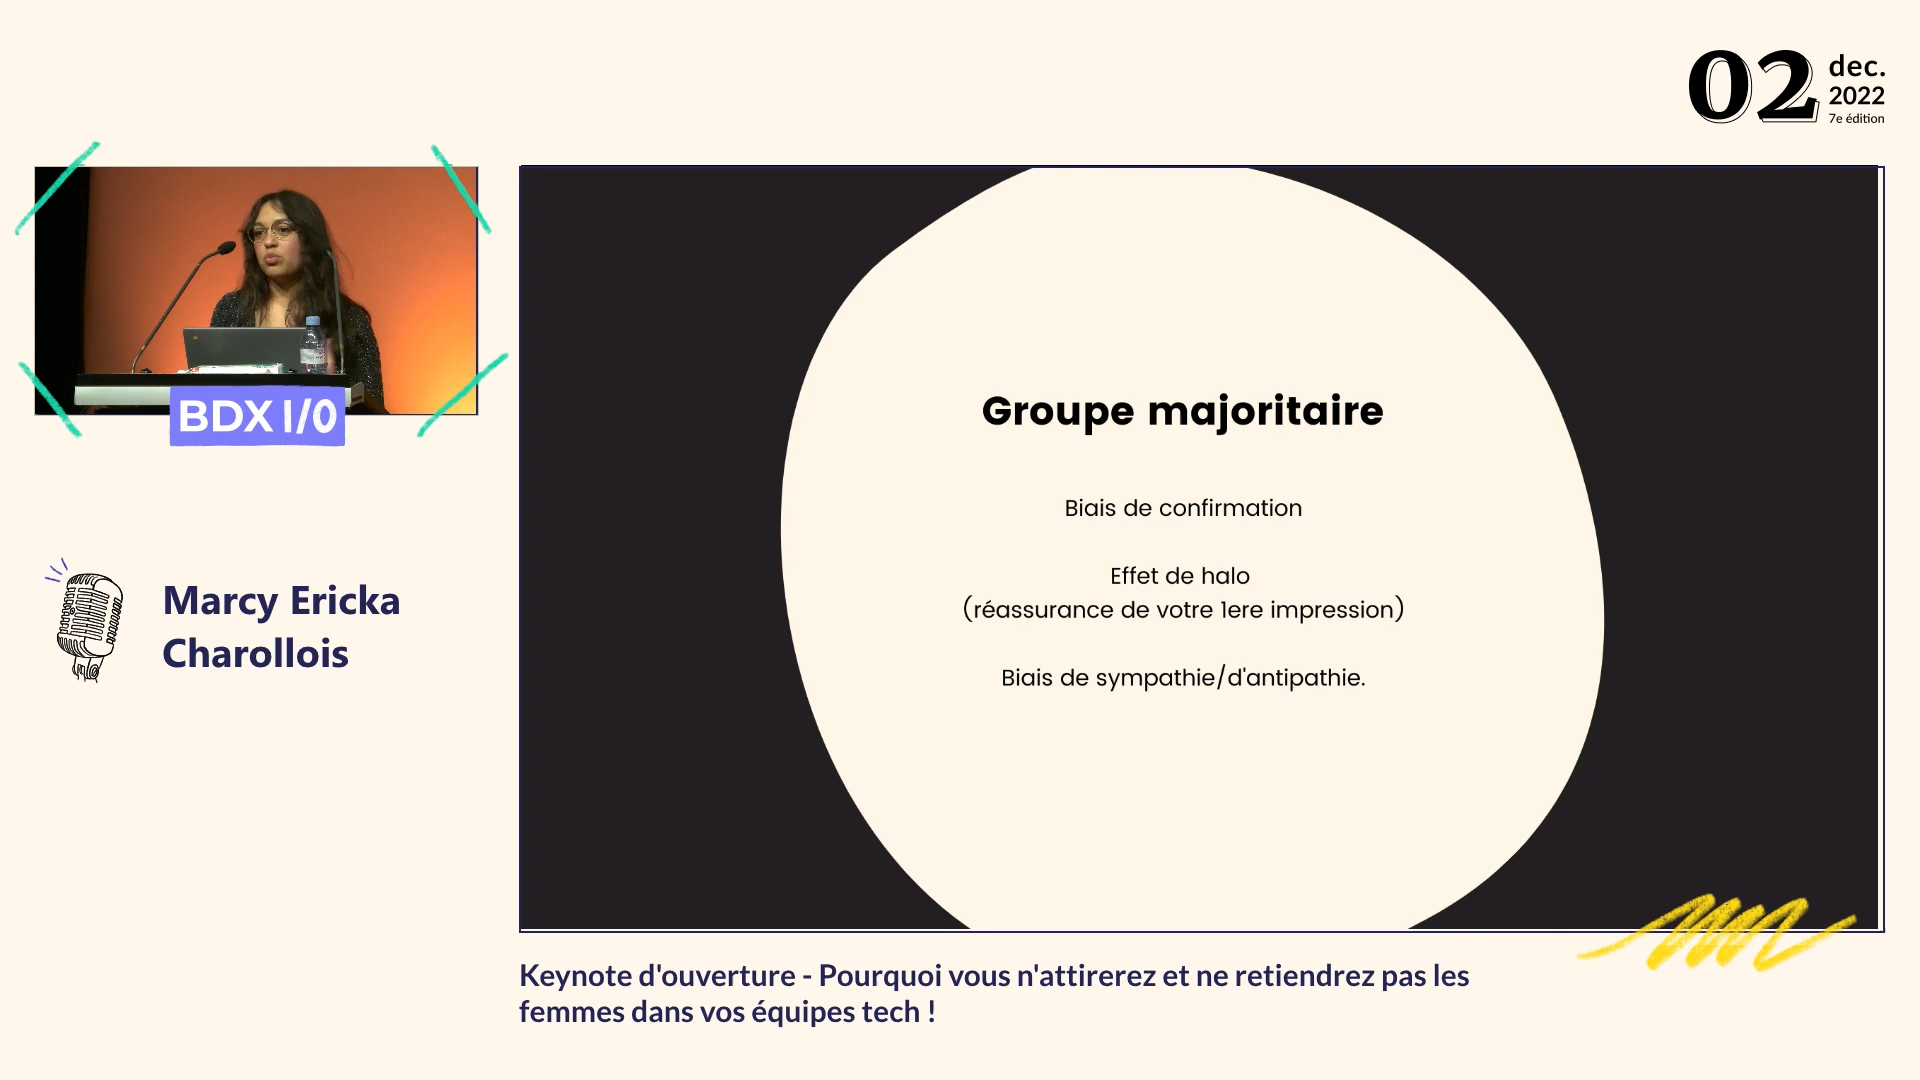 02
dec.
2022
7e édition
BDX I/O
Marcy Ericka
Charollois
Groupe majoritaire
Biais de confirmation
Effet de halo
(réassurance de votre 1ere impression)
Biais de sympathie/d'antipathie.
Keynote d'ouverture - Pourquoi vous n'attirerez et ne retiendrez pas les
femmes dans vos équipes tech !